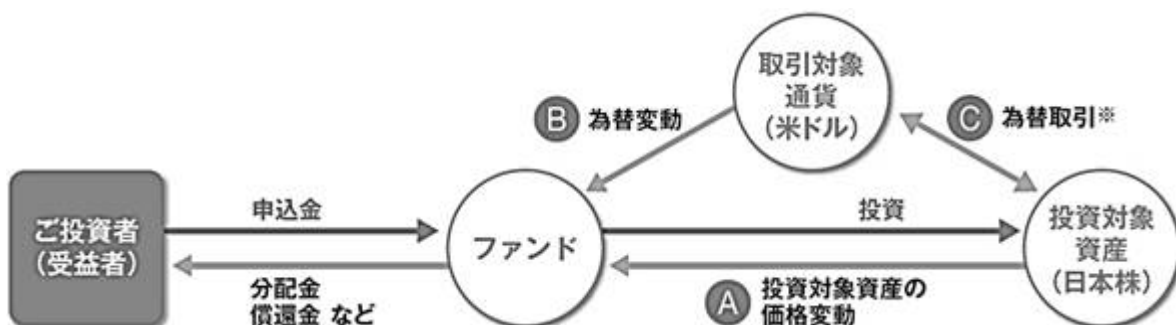 取引対象
通貨
(米ドル)
B 為替変動
C 為替取引※
ご投資者
(受益者)
申込金
分配金
償還金 など
ファンド
投資
A 投資対象資産の
価格変動
投資対象
資産
(日本株)